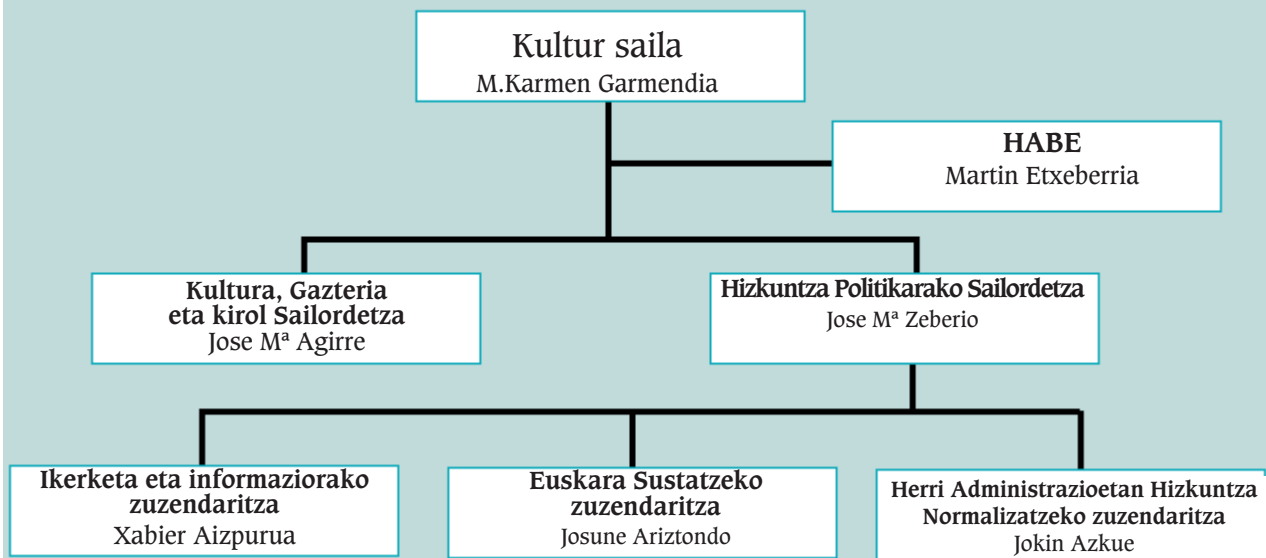 Kultur saila
M.Karmen Garmendia
HABE
Martin Etxeberria
Kultura, Gazteria
eta kirol Sailordetza
Jose Mª Agirre
Hizkuntza Politikarako Sailordetza
Jose Mª Zeberio
Ikerketa eta informaziorako
zuzendaritza
Xabier Aizpurua
Euskara Sustatzeko
zuzendaritza
Josune Ariztondo
Herri Administrazioetan Hizkuntza
Normalizatzeko zuzendaritza
Jokin Azkue